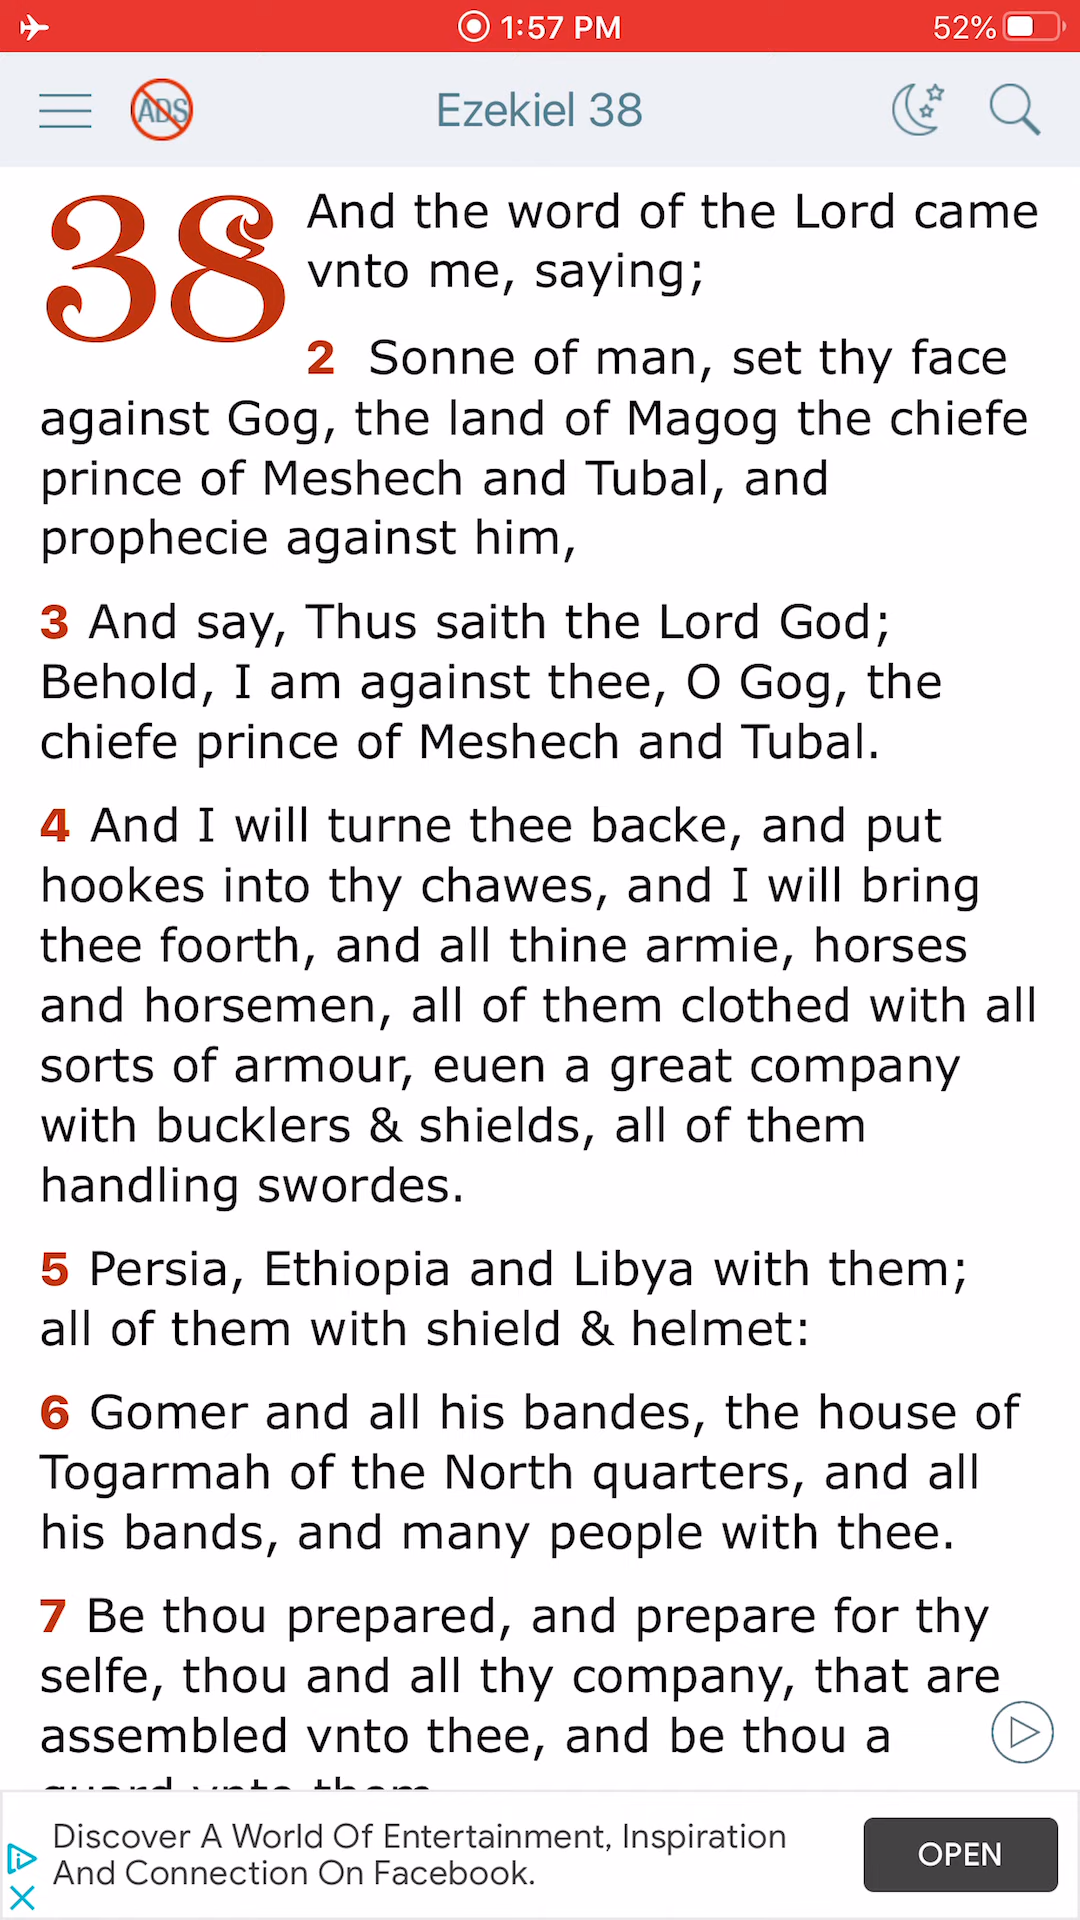 1:57 PM
52%
ADS
Ezekiel 38
38 And the word of the Lord came
vnto me, saying;
2 Sonne of man, set thy face
against Gog, the land of Magog the chiefe
prince of Meshech and Tubal, and
prophecie against him,
3 And say, Thus saith the Lord God;
Behold, I am against thee, O Gog, the
chiefe prince of Meshech and Tubal.
4 And I will turne thee backe, and put
hookes into thy chawes, and I will bring
thee foorth, and all thine armie, horses
and horsemen, all of them clothed with all
sorts of armour, euen a great company
with bucklers & shields, all of them
handling swordes.
5 Persia, Ethiopia and Libya with them;
all of them with shield & helmet:
6 Gomer and all his bandes, the house of
Togarmah of the North quarters, and all
his bands, and many people with thee.
7 Be thou prepared, and prepare for thy
selfe, thou and all thy company, that are
assembled vnto thee, and be thou a
guard vnto them
Discover A World Of Entertainment, Inspiration
And Connection On Facebook.
OPEN